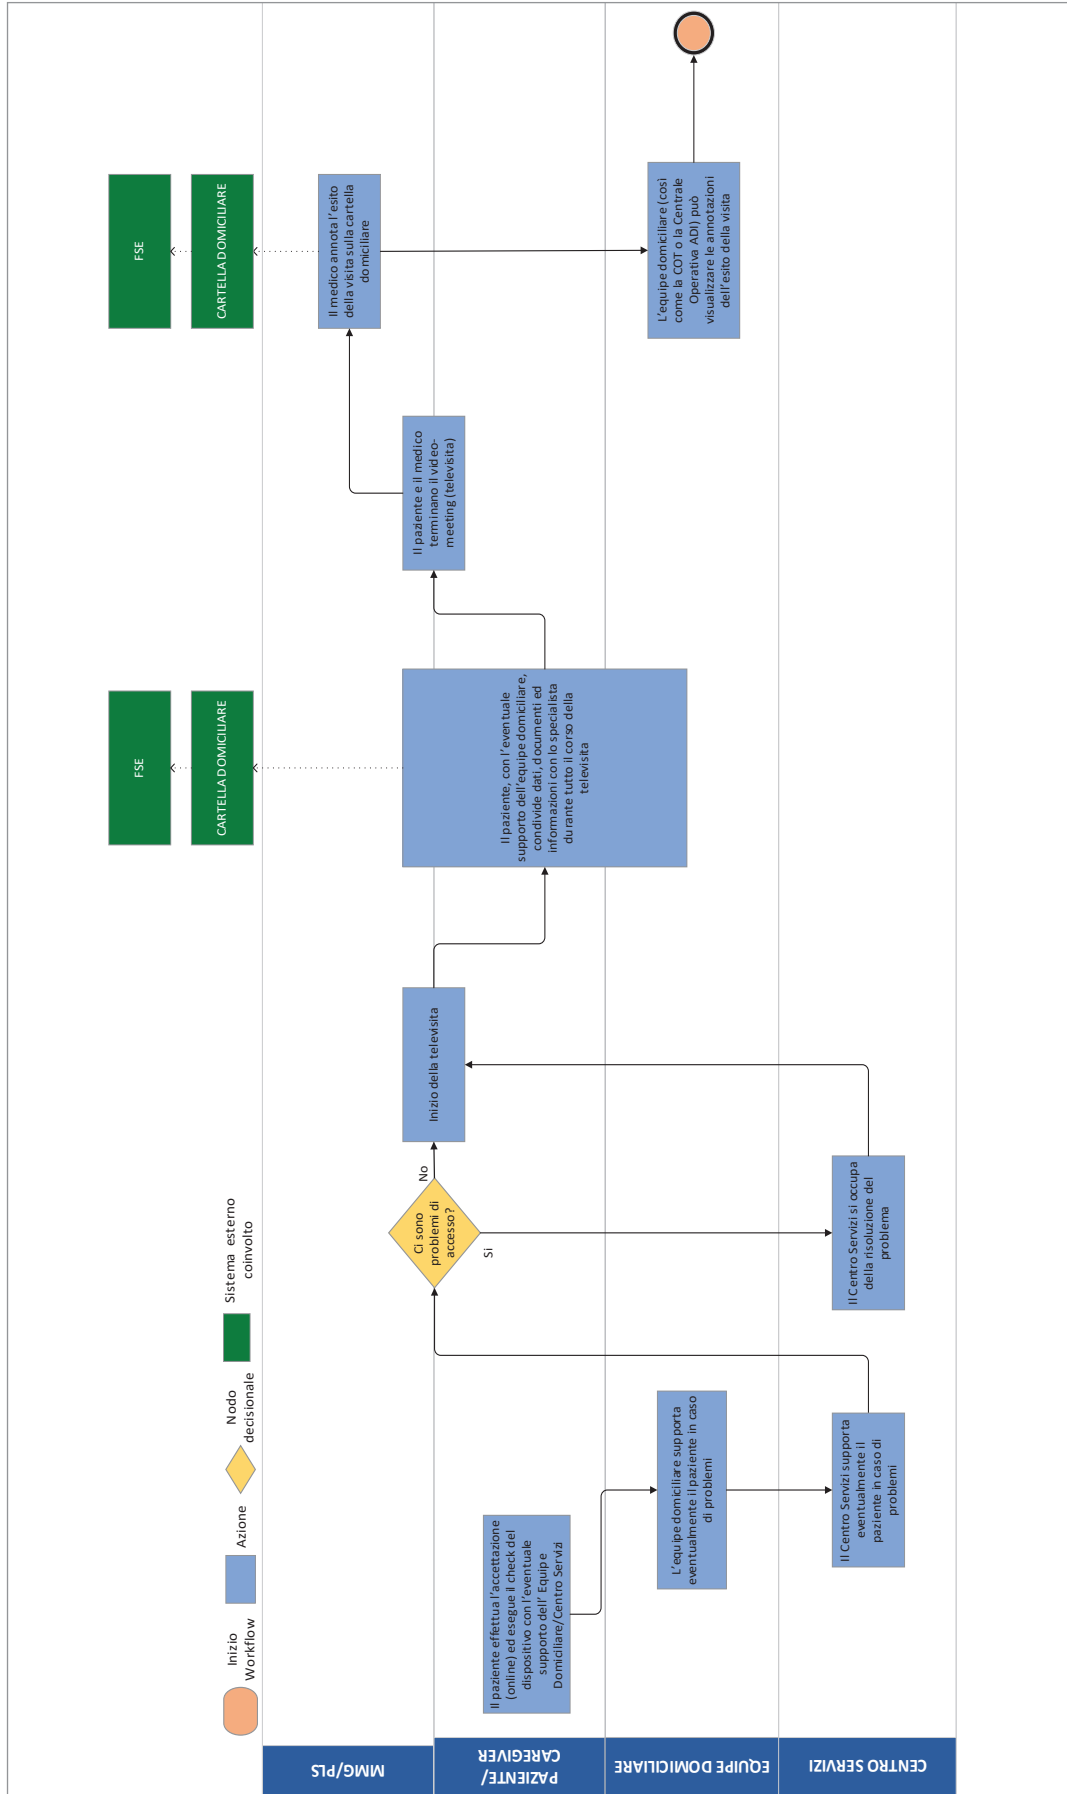 Inizio
Workflow
Azione
Nodo
decisionale
Sistema esterno
coinvolto
MMG/PLS
PAZIENTE/
CAREGIVER
EQUIPE DOMICILIARE
CENTRO SERVIZI
Il paziente effettua l'accettazione
(online) ed esegue il check del
dispositivo con l'eventuale
supporto dell' Equipe
Domiciliare/Centro Servizi
L'equipe domiciliare supporta
eventualmente il paziente in caso
di problemi
Il Centro Servizi supporta
eventualmente il
paziente in caso di
problemi
Ci sono
problemi di
accesso?
No
Si
Il Centro Servizi si occupa
della risoluzione del
problema
Inizio della televisita
Il paziente, con l'eventuale
supporto dell'equipe domiciliare,
condivide dati, documenti ed
informazioni con lo specialista
durante tutto il corso della
televisita
CARTELLA DOMICILIARE
FSE
Il paziente e il medico
terminano il video-
meeting (televisita)
Il medico annota l'esito
della visita sulla cartella
domiciliare
CARTELLA DOMICILIARE
FSE
L'equipe domiciliare (così
come la COT o la Centrale
Operativa ADI) può
visualizzare le annotazioni
dell'esito della visita